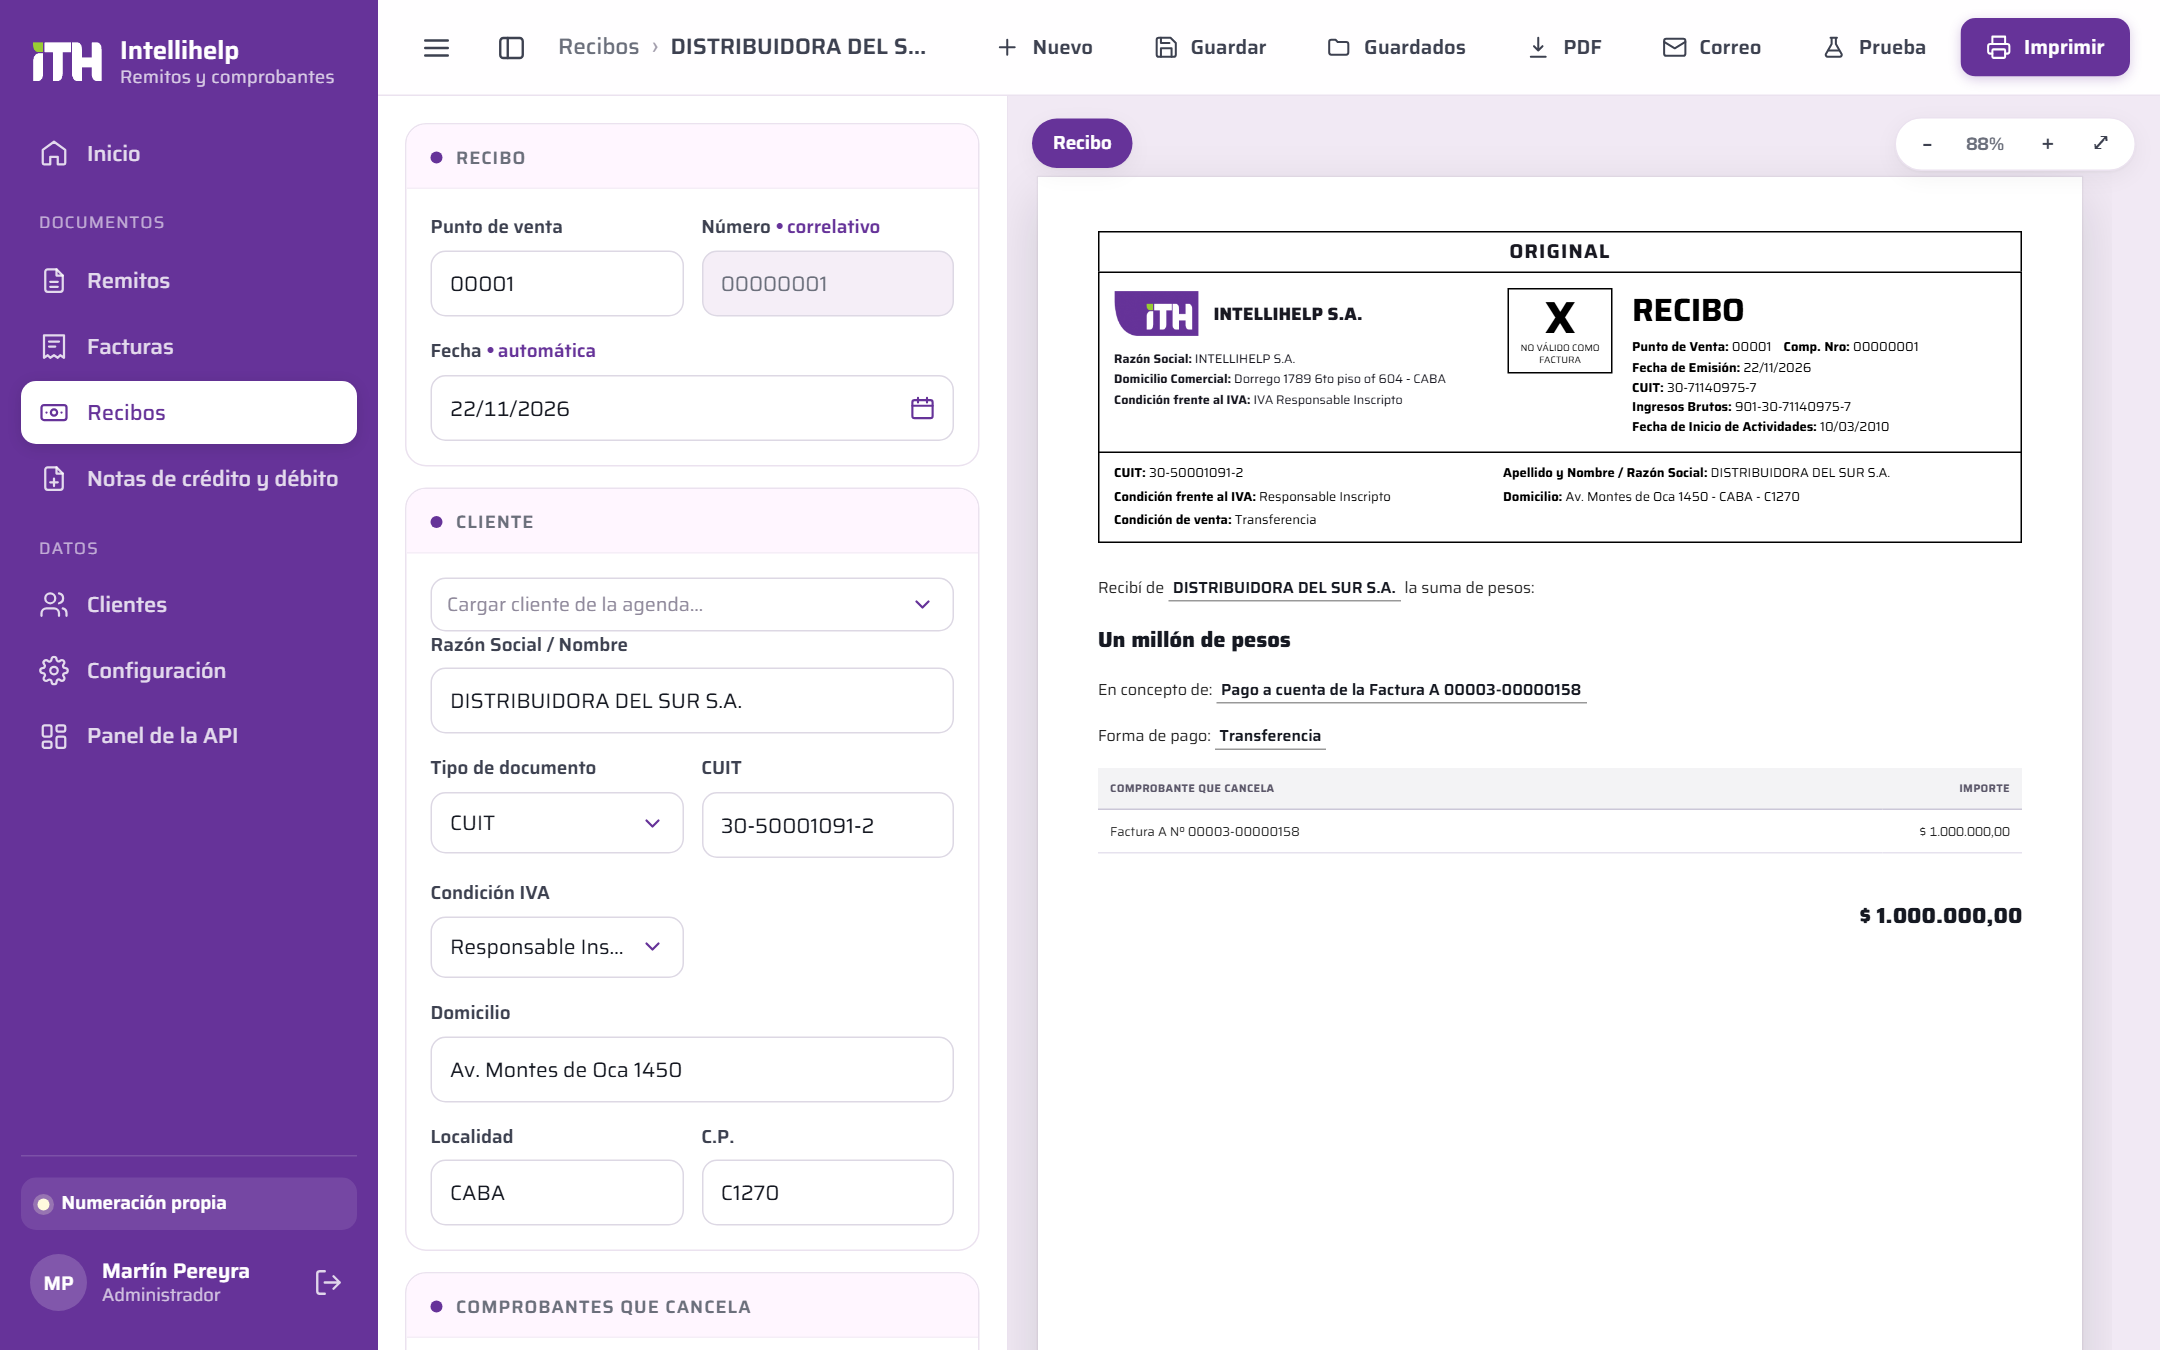 iTH
Intellihelp
Remitos y comprobantes
Inicio
DOCUMENTOS
Remitos
Facturas
Recibos
Notas de crédito y débito
DATOS
Clientes
Configuración
Panel de la API
Numeración propia
MP
Martín Pereyra
Administrador
Recibos › DISTRIBUIDORA DEL S...
Nuevo
Guardar
Guardados
PDF
Correo
Prueba
Imprimir
RECIBO
Punto de venta
Número • correlativo
00001
00000001
Fecha • automática
22/11/2026
CLIENTE
Cargar cliente de la agenda...
Razón Social / Nombre
DISTRIBUIDORA DEL SUR S.A.
Tipo de documento
CUIT
CUIT
30-50001091-2
Condición IVA
Responsable Ins...
Domicilio
Av. Montes de Oca 1450
Localidad
C.P.
CABA
C1270
COMPROBANTES QUE CANCELA
Recibo
– 88% +
ORIGINAL
iTH
INTELLIHELP S.A.
Razón Social: INTELLIHELP S.A.
Domicilio Comercial: Dorrego 1789 6to piso of 604 - CABA
Condición frente al IVA: IVA Responsable Inscripto
X
NO VÁLIDO COMO
FACTURA
RECIBO
Punto de Venta: 00001 Comp. Nro: 00000001
Fecha de Emisión: 22/11/2026
CUIT: 30-71140975-7
Ingresos Brutos: 901-30-71140975-7
Fecha de Inicio de Actividades: 10/03/2010
CUIT: 30-50001091-2
Apellido y Nombre / Razón Social: DISTRIBUIDORA DEL SUR S.A.
Condición frente al IVA: Responsable Inscripto
Domicilio: Av. Montes de Oca 1450 - CABA - C1270
Condición de venta: Transferencia
Recibí de DISTRIBUIDORA DEL SUR S.A. la suma de pesos:
Un millón de pesos
En concepto de: Pago a cuenta de la Factura A 00003-00000158
Forma de pago: Transferencia
COMPROBANTE QUE CANCELA IMPORTE
Factura A Nº 00003-00000158 $ 1.000.000,00
$ 1.000.000,00